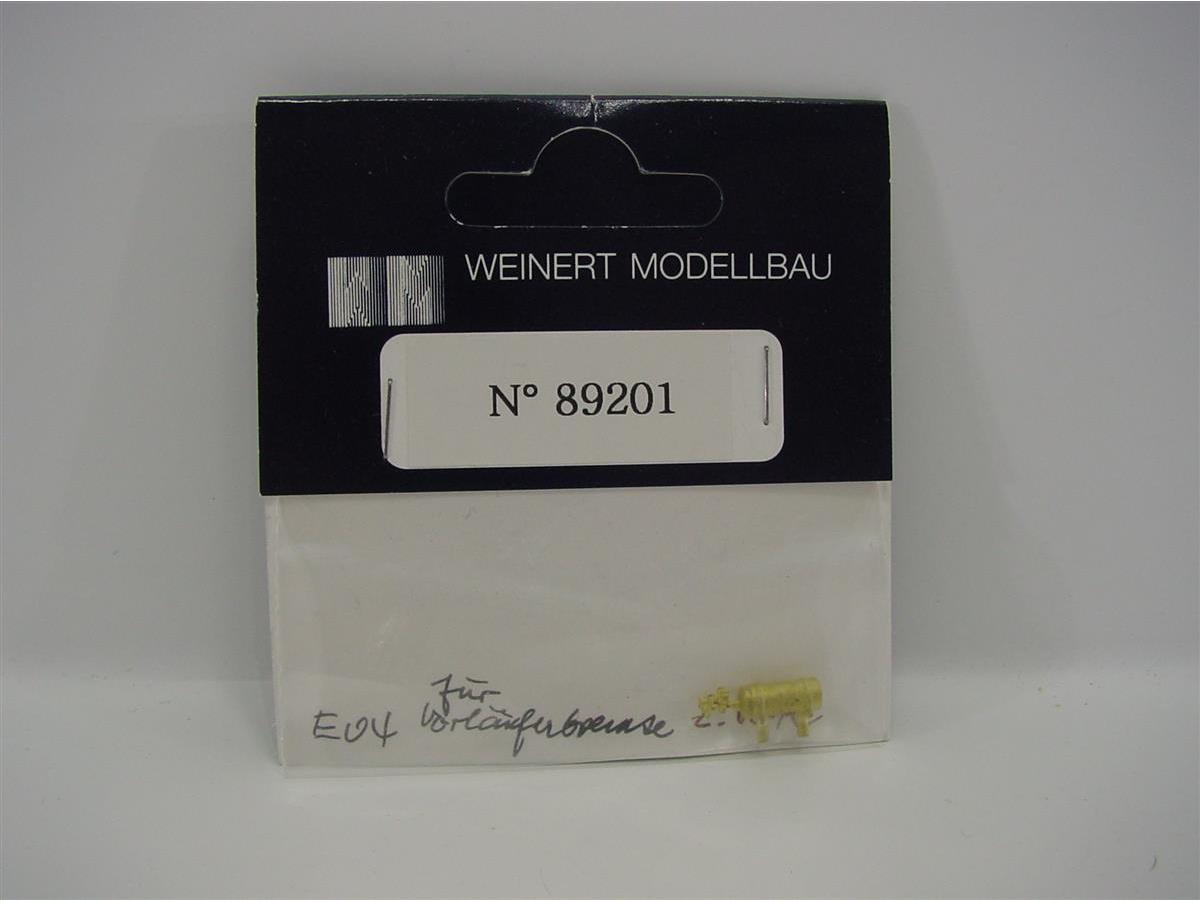 WEINERT MODELLBAU
N° 89201
für
E04 Vorläuferbremse